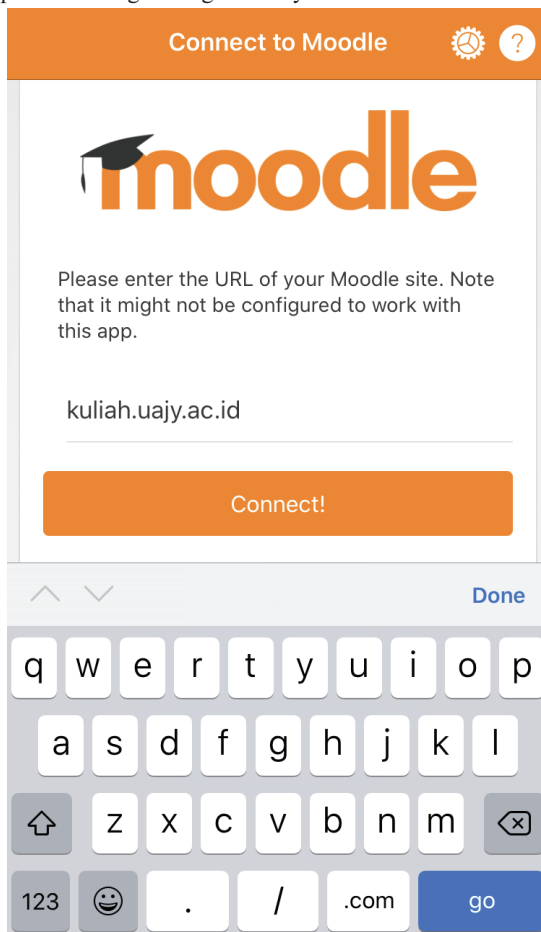 Connect to Moodle
?
moodle
Please enter the URL of your Moodle site. Note
that it might not be configured to work with
this app.
kuliah.uajy.ac.id
Connect!
Done
q w e r t y u i o p
a s d f g h j k l
z x c v b n m
123 . / .com go